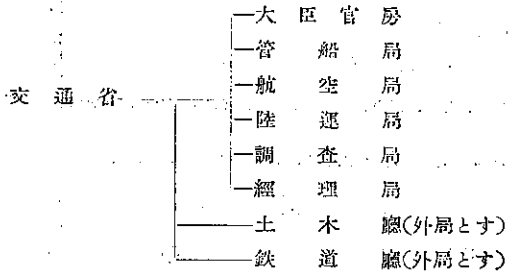 大臣官房
管船局
航空局
交通省
陸運局
調査局
經理局
土木廳(外局とす)
鉄道廳(外局とす)